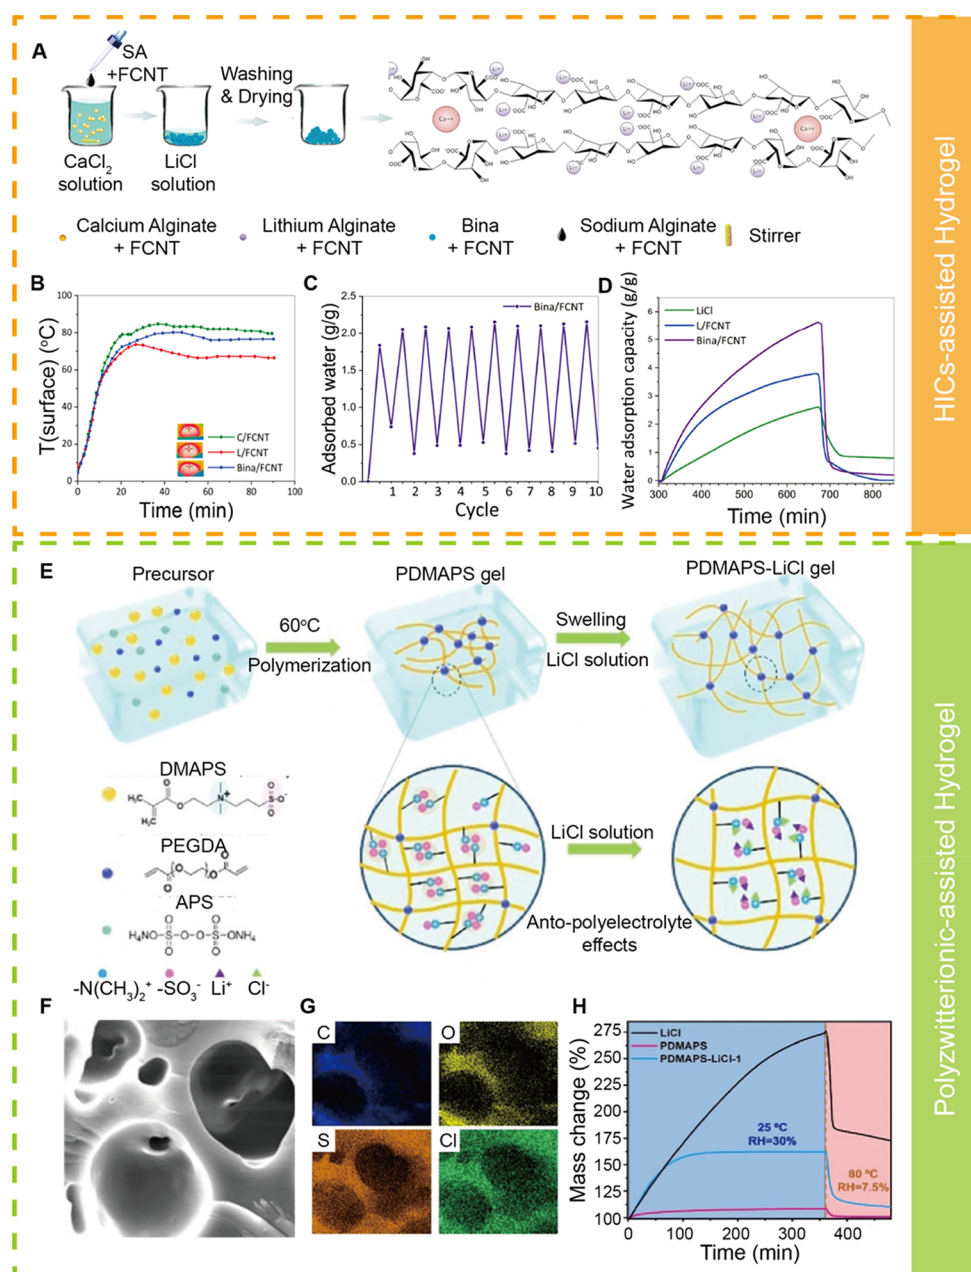 A
SA
+FCNT
Washing
& Drying
CaCl₂
solution
LiCl
solution
Li+
Ca++
Calcium Alginate
+ FCNT
Lithium Alginate
+ FCNT
Bina
+ FCNT
Sodium Alginate
+ FCNT
Stirrer
HICs-assisted Hydrogel
B
T(surface) (°C)
100
80
60
40
20
0
C/FCNT
L/FCNT
Bina/FCNT
0 20 40 60 80 100
Time (min)
C
Adsorbed water (g/g)
2.5
2.0
1.5
1.0
0.5
0.0
Bina/FCNT
1 2 3 4 5 6 7 8 9 10
Cycle
D
Water adsorption capacity (g/g)
6
5
4
3
2
1
0
LiCl
L/FCNT
Bina/FCNT
300 400 500 600 700 800
Time (min)
E
Precursor
60°C
Polymerization
PDMAPS gel
Swelling
LiCl solution
PDMAPS-LiCl gel
DMAPS
PEGDA
APS
H₄NO-S-O-O-S-ONH₄
-N(CH₃)₂⁺ -SO₃⁻ Li⁺ Cl⁻
LiCl solution
Anto-polyelectrolyte
effects
Polyzwitterionic-assisted Hydrogel
F
G
C
O
S
Cl
H
Mass change (%)
275
250
225
200
175
150
125
100
LiCl
PDMAPS
PDMAPS-LiCl-1
25 ºC
RH=30%
80 ºC
RH=7.5%
0 100 200 300 400
Time (min)